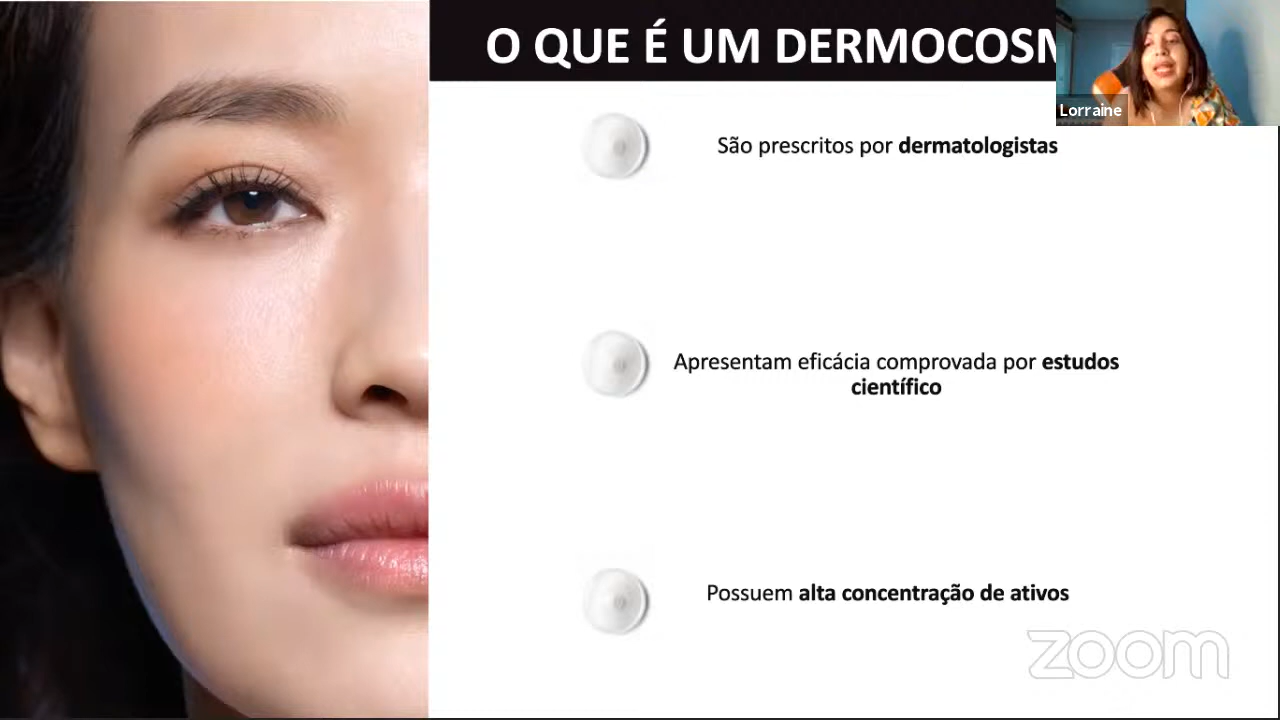 O QUE É UM DERMOCOSM
Lorraine
São prescritos por dermatologistas
Apresentam eficácia comprovada por estudos
científico
Possuem alta concentração de ativos
zoom